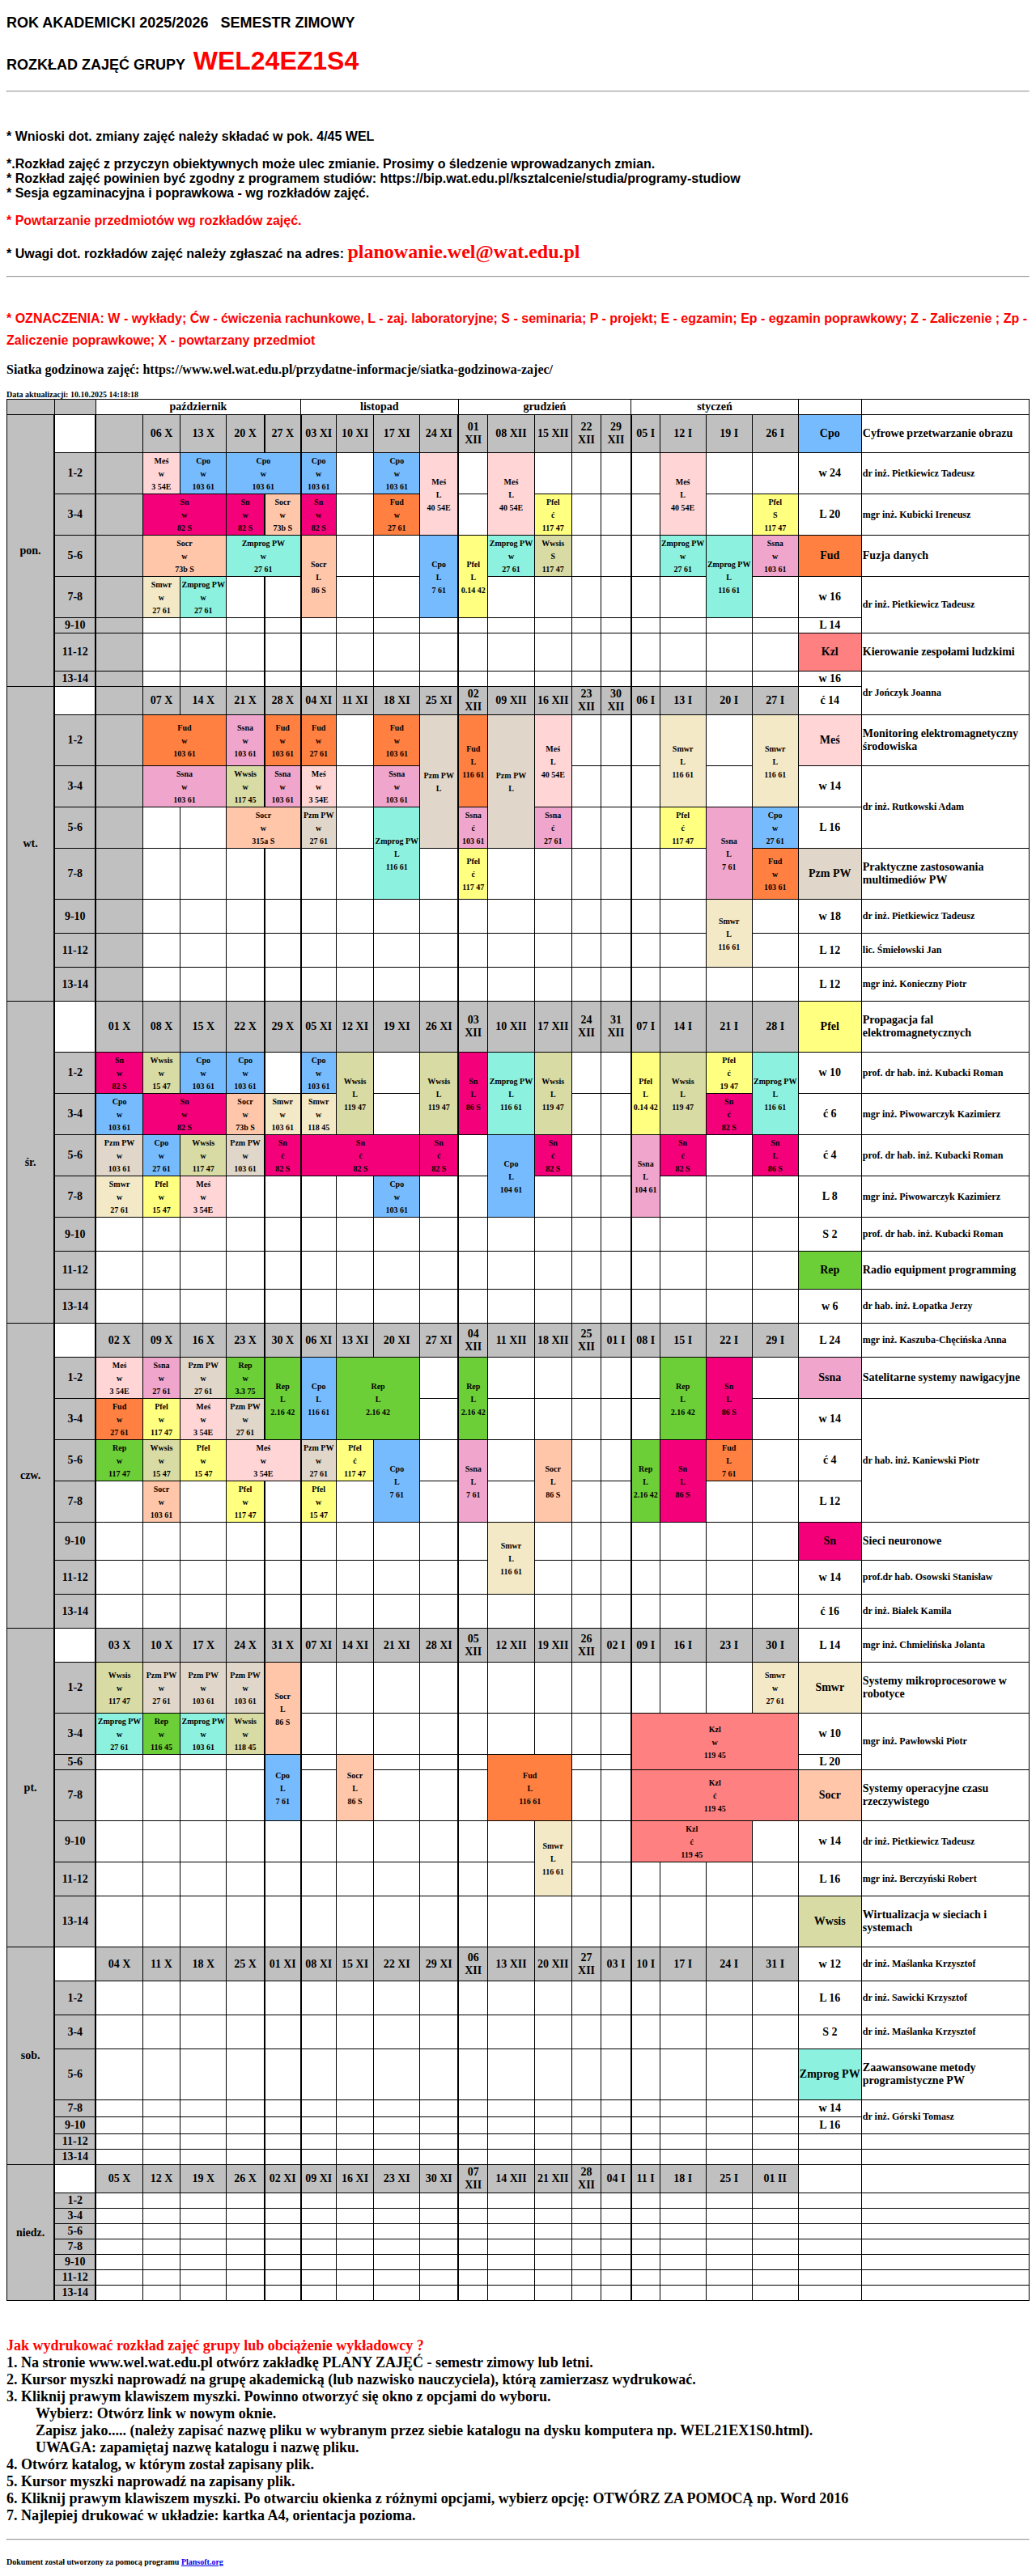 ROK AKADEMICKI 2025/2026 SEMESTR ZIMOWY
ROZKŁAD ZAJĘĆ GRUPY WEL24EZ1S4
* Wnioski dot. zmiany zajęć należy składać w pok. 4/45 WEL
*.Rozkład zajęć z przyczyn obiektywnych może ulec zmianie. Prosimy o śledzenie wprowadzanych zmian.
* Rozkład zajęć powinien być zgodny z programem studiów: https://bip.wat.edu.pl/ksztalcenie/studia/programy-studiow
* Sesja egzaminacyjna i poprawkowa - wg rozkładów zajęć.
* Powtarzanie przedmiotów wg rozkładów zajęć.
* Uwagi dot. rozkładów zajęć należy zgłaszać na adres: planowanie.wel@wat.edu.pl
* OZNACZENIA: W - wykłady; Ćw - ćwiczenia rachunkowe, L - zaj. laboratoryjne; S - seminaria; P - projekt; E - egzamin; Ep - egzamin poprawkowy; Z - Zaliczenie ; Zp -
Zaliczenie poprawkowe; X - powtarzany przedmiot
Siatka godzinowa zajęć: https://www.wel.wat.edu.pl/przydatne-informacje/siatka-godzinowa-zajec/
Data aktualizacji: 10.10.2025 14:18:18
październik listopad grudzień styczeń
pon. 06 X 13 X 20 X 27 X 03 XI 10 XI 17 XI 24 XI 01 XII 08 XII 15 XII 22 XII 29 XII 05 I 12 I 19 I 26 I Cpo Cyfrowe przetwarzanie obrazu
1-2 Meś w 3 54E Cpo w 103 61 Cpo w 103 61 Cpo w 103 61 Cpo w 103 61 Meś L 40 54E Meś L 40 54E Meś L 40 54E w 24 dr inż. Pietkiewicz Tadeusz
3-4 Sn w 82 S Sn w 82 S Socr w 73b S Sn w 82 S Fud w 27 61 Pfel ć 117 47 Pfel S 117 47 L 20 mgr inż. Kubicki Ireneusz
5-6 Socr w 73b S Zmprog PW w 27 61 Socr L 86 S Cpo L 7 61 Pfel L 0.14 42 Zmprog PW w 27 61 Wwsis S 117 47 Zmprog PW w 27 61 Zmprog PW L 116 61 Ssna w 103 61 Fud Fuzja danych
7-8 Smwr w 27 61 Zmprog PW w 27 61 w 16 dr inż. Pietkiewicz Tadeusz
9-10 L 14
11-12 Kzl Kierowanie zespołami ludzkimi
13-14 w 16 dr Jończyk Joanna
wt. 07 X 14 X 21 X 28 X 04 XI 11 XI 18 XI 25 XI 02 XII 09 XII 16 XII 23 XII 30 XII 06 I 13 I 20 I 27 I ć 14
1-2 Fud w 103 61 Ssna w 103 61 Fud w 103 61 Fud w 27 61 Fud w 103 61 Pzm PW L Fud L 116 61 Pzm PW L Meś L 40 54E Smwr L 116 61 Smwr L 116 61 Meś Monitoring elektromagnetyczny środowiska
3-4 Ssna w 103 61 Wwsis w 117 45 Ssna w 103 61 Meś w 3 54E Ssna w 103 61 w 14 dr inż. Rutkowski Adam
5-6 Socr w 315a S Pzm PW w 27 61 Zmprog PW L 116 61 Ssna ć 103 61 Ssna ć 27 61 Pfel ć 117 47 Ssna L 7 61 Cpo w 27 61 L 16
7-8 Pfel ć 117 47 Fud w 103 61 Pzm PW Praktyczne zastosowania multimediów PW
9-10 Smwr L 116 61 w 18 dr inż. Pietkiewicz Tadeusz
11-12 L 12 lic. Śmiełowski Jan
13-14 L 12 mgr inż. Konieczny Piotr
śr. 01 X 08 X 15 X 22 X 29 X 05 XI 12 XI 19 XI 26 XI 03 XII 10 XII 17 XII 24 XII 31 XII 07 I 14 I 21 I 28 I Pfel Propagacja fal elektromagnetycznych
1-2 Sn w 82 S Wwsis w 15 47 Cpo w 103 61 Cpo w 103 61 Cpo w 103 61 Wwsis L 119 47 Wwsis L 119 47 Sn L 86 S Zmprog PW L 116 61 Wwsis L 119 47 Pfel L 0.14 42 Wwsis L 119 47 Pfel ć 19 47 Zmprog PW L 116 61 w 10 prof. dr hab. inż. Kubacki Roman
3-4 Cpo w 103 61 Sn w 82 S Socr w 73b S Smwr w 103 61 Smwr w 118 45 Sn ć 82 S ć 6 mgr inż. Piwowarczyk Kazimierz
5-6 Pzm PW w 103 61 Cpo w 27 61 Wwsis w 117 47 Pzm PW w 103 61 Sn ć 82 S Sn ć 82 S Sn ć 82 S Cpo L 104 61 Sn ć 82 S Ssna L 104 61 Sn ć 82 S Sn L 86 S ć 4 prof. dr hab. inż. Kubacki Roman
7-8 Smwr w 27 61 Pfel w 15 47 Meś w 3 54E Cpo w 103 61 L 8 mgr inż. Piwowarczyk Kazimierz
9-10 S 2 prof. dr hab. inż. Kubacki Roman
11-12 Rep Radio equipment programming
13-14 w 6 dr hab. inż. Łopatka Jerzy
czw. 02 X 09 X 16 X 23 X 30 X 06 XI 13 XI 20 XI 27 XI 04 XII 11 XII 18 XII 25 XII 01 I 08 I 15 I 22 I 29 I L 24 mgr inż. Kaszuba-Chęcińska Anna
1-2 Meś w 3 54E Ssna w 27 61 Pzm PW w 27 61 Rep w 3.3 75 Rep L 2.16 42 Cpo L 116 61 Rep L 2.16 42 Rep L 2.16 42 Rep L 2.16 42 Sn L 86 S Ssna Satelitarne systemy nawigacyjne
3-4 Fud w 27 61 Pfel w 117 47 Meś w 3 54E Pzm PW w 27 61 w 14 dr hab. inż. Kaniewski Piotr
5-6 Rep w 117 47 Wwsis w 15 47 Pfel w 15 47 Meś w 3 54E Pzm PW w 27 61 Pfel ć 117 47 Cpo L 7 61 Ssna L 7 61 Socr L 86 S Rep L 2.16 42 Sn L 86 S Fud L 7 61 ć 4
7-8 Socr w 103 61 Pfel w 117 47 Pfel w 15 47 L 12
9-10 Smwr L 116 61 Sn Sieci neuronowe
11-12 w 14 prof.dr hab. Osowski Stanisław
13-14 ć 16 dr inż. Białek Kamila
pt. 03 X 10 X 17 X 24 X 31 X 07 XI 14 XI 21 XI 28 XI 05 XII 12 XII 19 XII 26 XII 02 I 09 I 16 I 23 I 30 I L 14 mgr inż. Chmielińska Jolanta
1-2 Wwsis w 117 47 Pzm PW w 27 61 Pzm PW w 103 61 Pzm PW w 103 61 Socr L 86 S Smwr w 27 61 Smwr Systemy mikroprocesorowe w robotyce
3-4 Zmprog PW w 27 61 Rep w 116 45 Zmprog PW w 103 61 Wwsis w 118 45 Kzl w 119 45 w 10 mgr inż. Pawłowski Piotr
5-6 Cpo L 7 61 Socr L 86 S Fud L 116 61 L 20
7-8 Kzl ć 119 45 Socr Systemy operacyjne czasu rzeczywistego
9-10 Smwr L 116 61 Kzl ć 119 45 w 14 dr inż. Pietkiewicz Tadeusz
11-12 L 16 mgr inż. Berczyński Robert
13-14 Wwsis Wirtualizacja w sieciach i systemach
sob. 04 X 11 X 18 X 25 X 01 XI 08 XI 15 XI 22 XI 29 XI 06 XII 13 XII 20 XII 27 XII 03 I 10 I 17 I 24 I 31 I w 12 dr inż. Maślanka Krzysztof
1-2 L 16 dr inż. Sawicki Krzysztof
3-4 S 2 dr inż. Maślanka Krzysztof
5-6 Zmprog PW Zaawansowane metody programistyczne PW
7-8 w 14 dr inż. Górski Tomasz
9-10 L 16
11-12
13-14
niedz. 05 X 12 X 19 X 26 X 02 XI 09 XI 16 XI 23 XI 30 XI 07 XII 14 XII 21 XII 28 XII 04 I 11 I 18 I 25 I 01 II
1-2
3-4
5-6
7-8
9-10
11-12
13-14
Jak wydrukować rozkład zajęć grupy lub obciążenie wykładowcy ?
1. Na stronie www.wel.wat.edu.pl otwórz zakładkę PLANY ZAJĘĆ - semestr zimowy lub letni.
2. Kursor myszki naprowadź na grupę akademicką (lub nazwisko nauczyciela), którą zamierzasz wydrukować.
3. Kliknij prawym klawiszem myszki. Powinno otworzyć się okno z opcjami do wyboru.
Wybierz: Otwórz link w nowym oknie.
Zapisz jako..... (należy zapisać nazwę pliku w wybranym przez siebie katalogu na dysku komputera np. WEL21EX1S0.html).
UWAGA: zapamiętaj nazwę katalogu i nazwę pliku.
4. Otwórz katalog, w którym został zapisany plik.
5. Kursor myszki naprowadź na zapisany plik.
6. Kliknij prawym klawiszem myszki. Po otwarciu okienka z różnymi opcjami, wybierz opcję: OTWÓRZ ZA POMOCĄ np. Word 2016
7. Najlepiej drukować w układzie: kartka A4, orientacja pozioma.
Dokument został utworzony za pomocą programu Plansoft.org